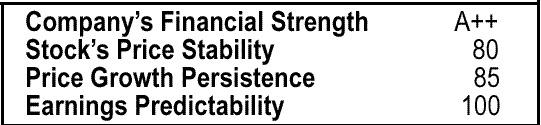 Company's Financial Strength A++
Stock's Price Stability 80
Price Growth Persistence 85
Earnings Predictability 100